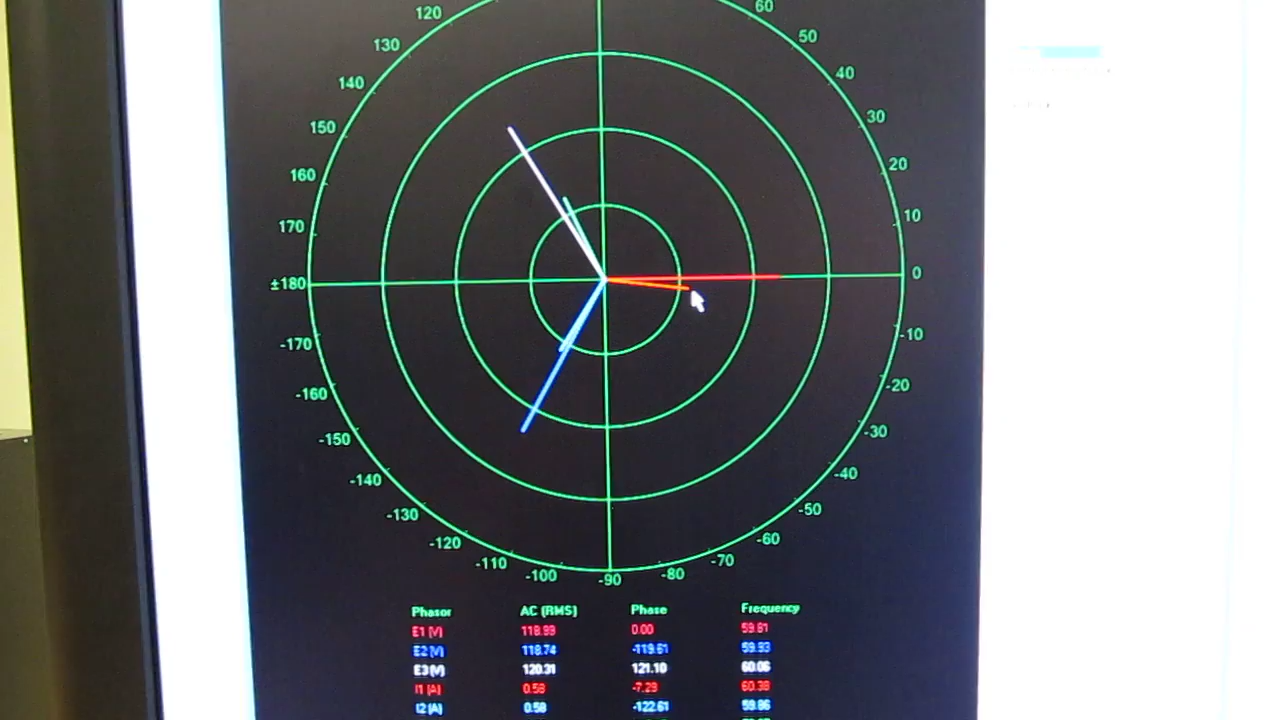 120 60
130 50
140 40
150 30
160 20
170 10
±180 0
-170 -10
-160 -20
-150 -30
-140 -40
-130 -50
-120 -60
-110 -70
-100 -90 -80
Phasor AC (RMS) Phase Frequency
E1 (V) 118.99 0.00 59.81
E2 (V) 118.74 -119.61 59.93
E3 (V) 120.31 121.10 60.06
I1 (A) 0.58 -7.29 60.38
I2 (A) 0.58 -122.61 59.86